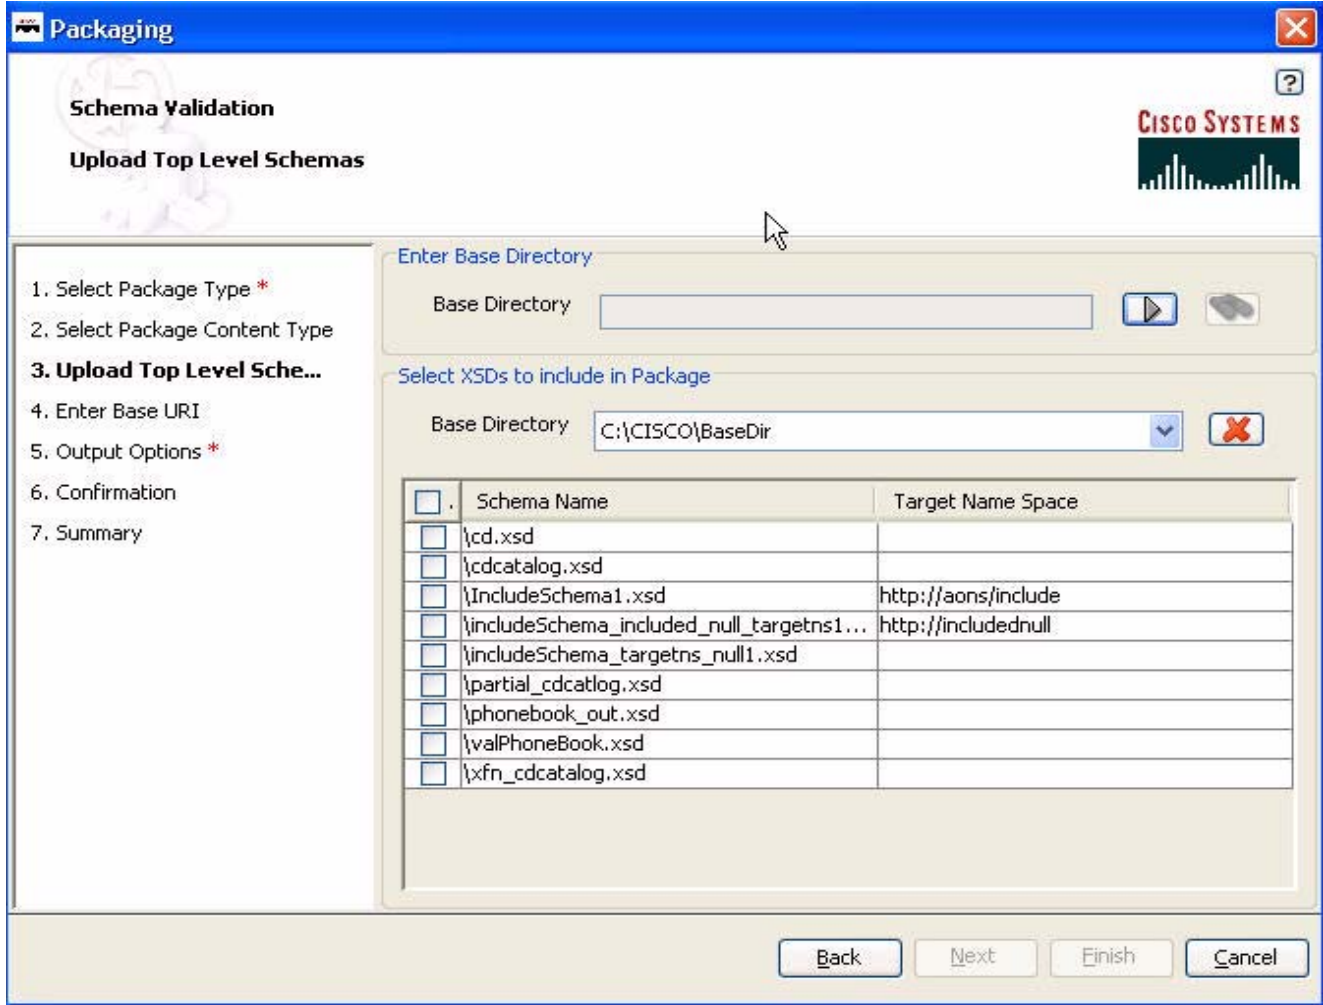 Packaging
?
Schema Validation
CISCO SYSTEMS
Upload Top Level Schemas
1. Select Package Type *
2. Select Package Content Type
3. Upload Top Level Sche...
4. Enter Base URI
5. Output Options *
6. Confirmation
7. Summary
Enter Base Directory
Base Directory
Select XSDs to include in Package
Base Directory C:\CISCO\BaseDir
. Schema Name Target Name Space
\cd.xsd
\cdcatalog.xsd
\IncludeSchema1.xsd http://aons/include
\includeSchema_included_null_targetns1... http://includednull
\includeSchema_targetns_null1.xsd
\partial_cdcatlog.xsd
\phonebook_out.xsd
\valPhoneBook.xsd
\xfn_cdcatalog.xsd
Back Next Finish Cancel